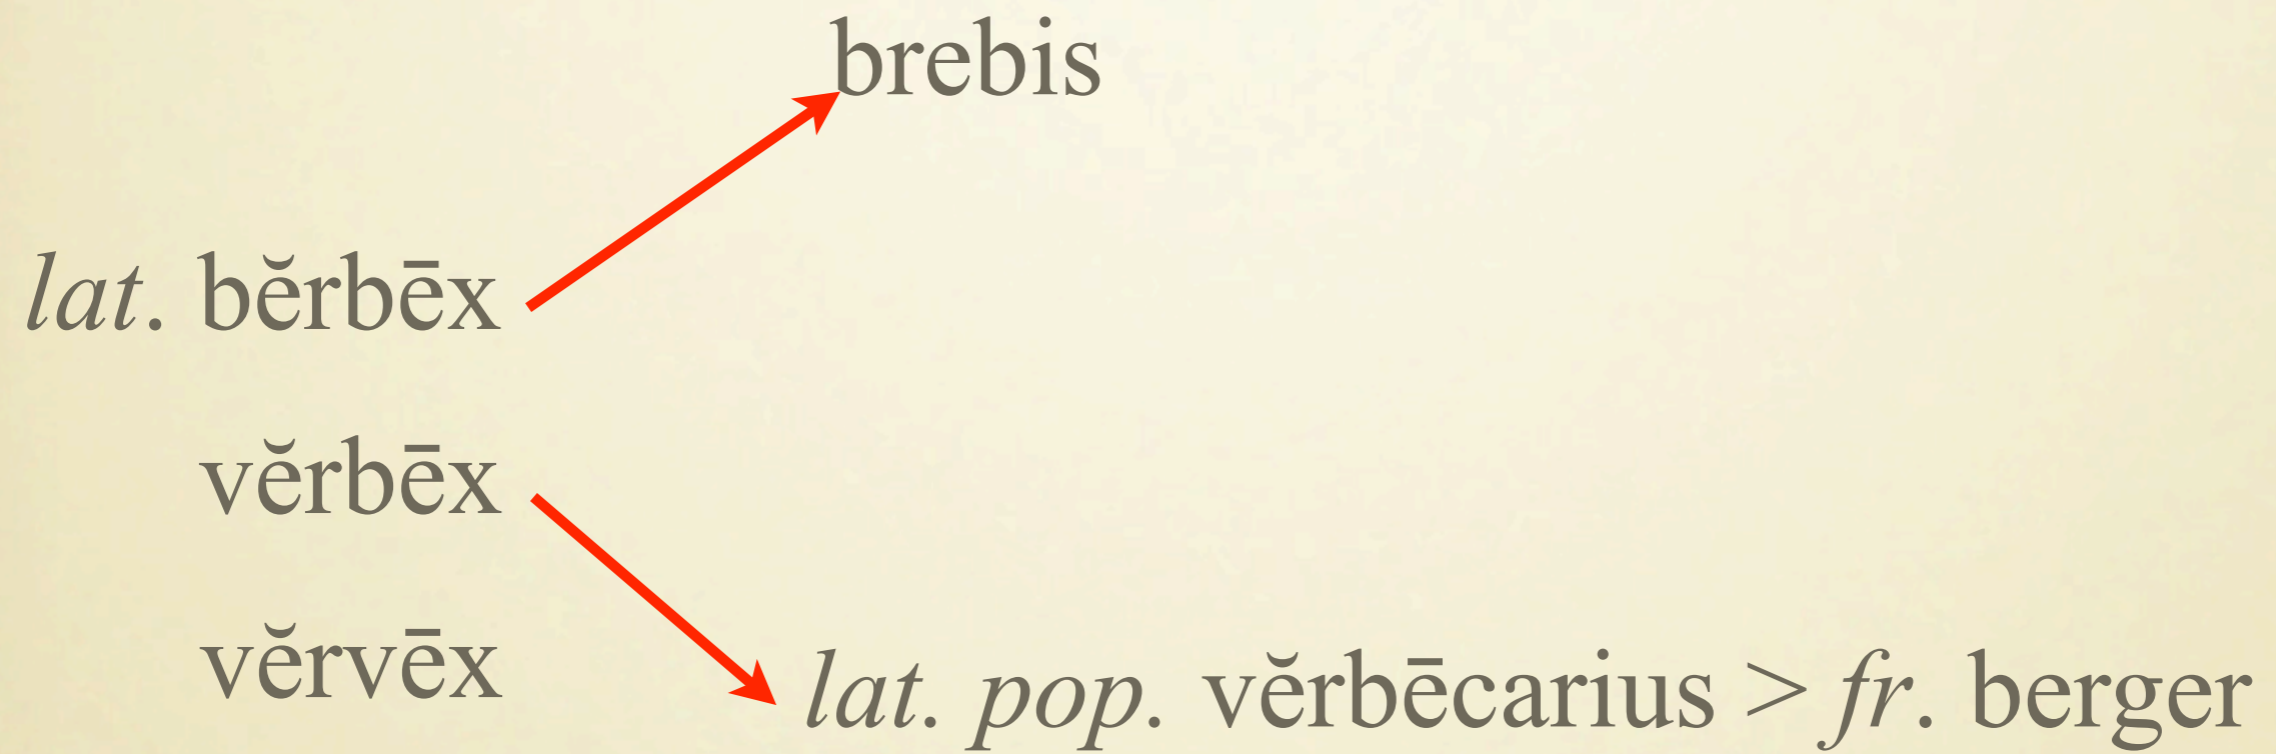 brebis
lat. bĕrbēx
vĕrbēx
vĕrvēx
lat. pop. vĕrbēcarius > fr. berger